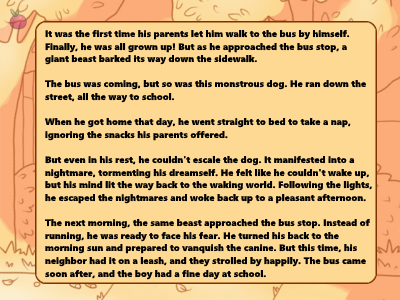 It was the first time his parents let him walk to the bus by himself.
Finally, he was all grown up! But as he approached the bus stop, a
giant beast barked its way down the sidewalk.
The bus was coming, but so was this monstrous dog. He ran down the
street, all the way to school.
When he got home that day, he went straight to bed to take a nap,
ignoring the snacks his parents offered.
But even in his rest, he couldn't escale the dog. It manifested into a
nightmare, tormenting his dreamself. He felt like he couldn't wake up,
but his mind lit the way back to the waking world. Following the lights,
he escaped the nightmares and woke back up to a pleasant afternoon.
The next morning, the same beast approached the bus stop. Instead of
running, he was ready to face his fear. He turned his back to the
morning sun and prepared to vanquish the canine. But this time, his
neighbor had it on a leash, and they strolled by happily. The bus came
soon after, and the boy had a fine day at school.